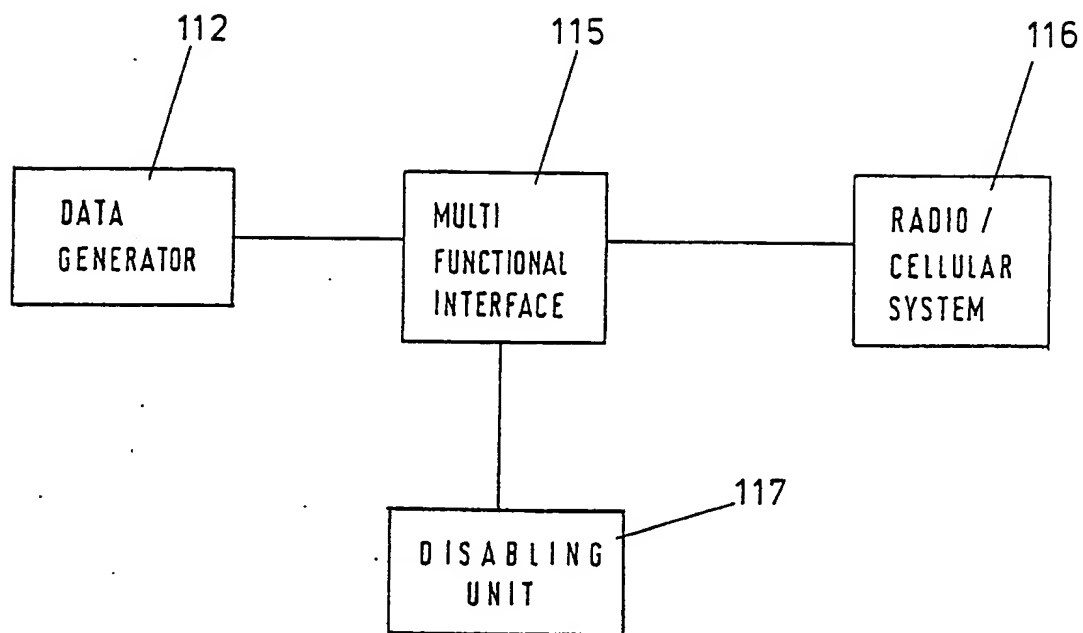 112
115
116
DATA
GENERATOR
MULTI
FUNCTIONAL
INTERFACE
RADIO /
CELLULAR
SYSTEM
117
DISABLING
UNIT